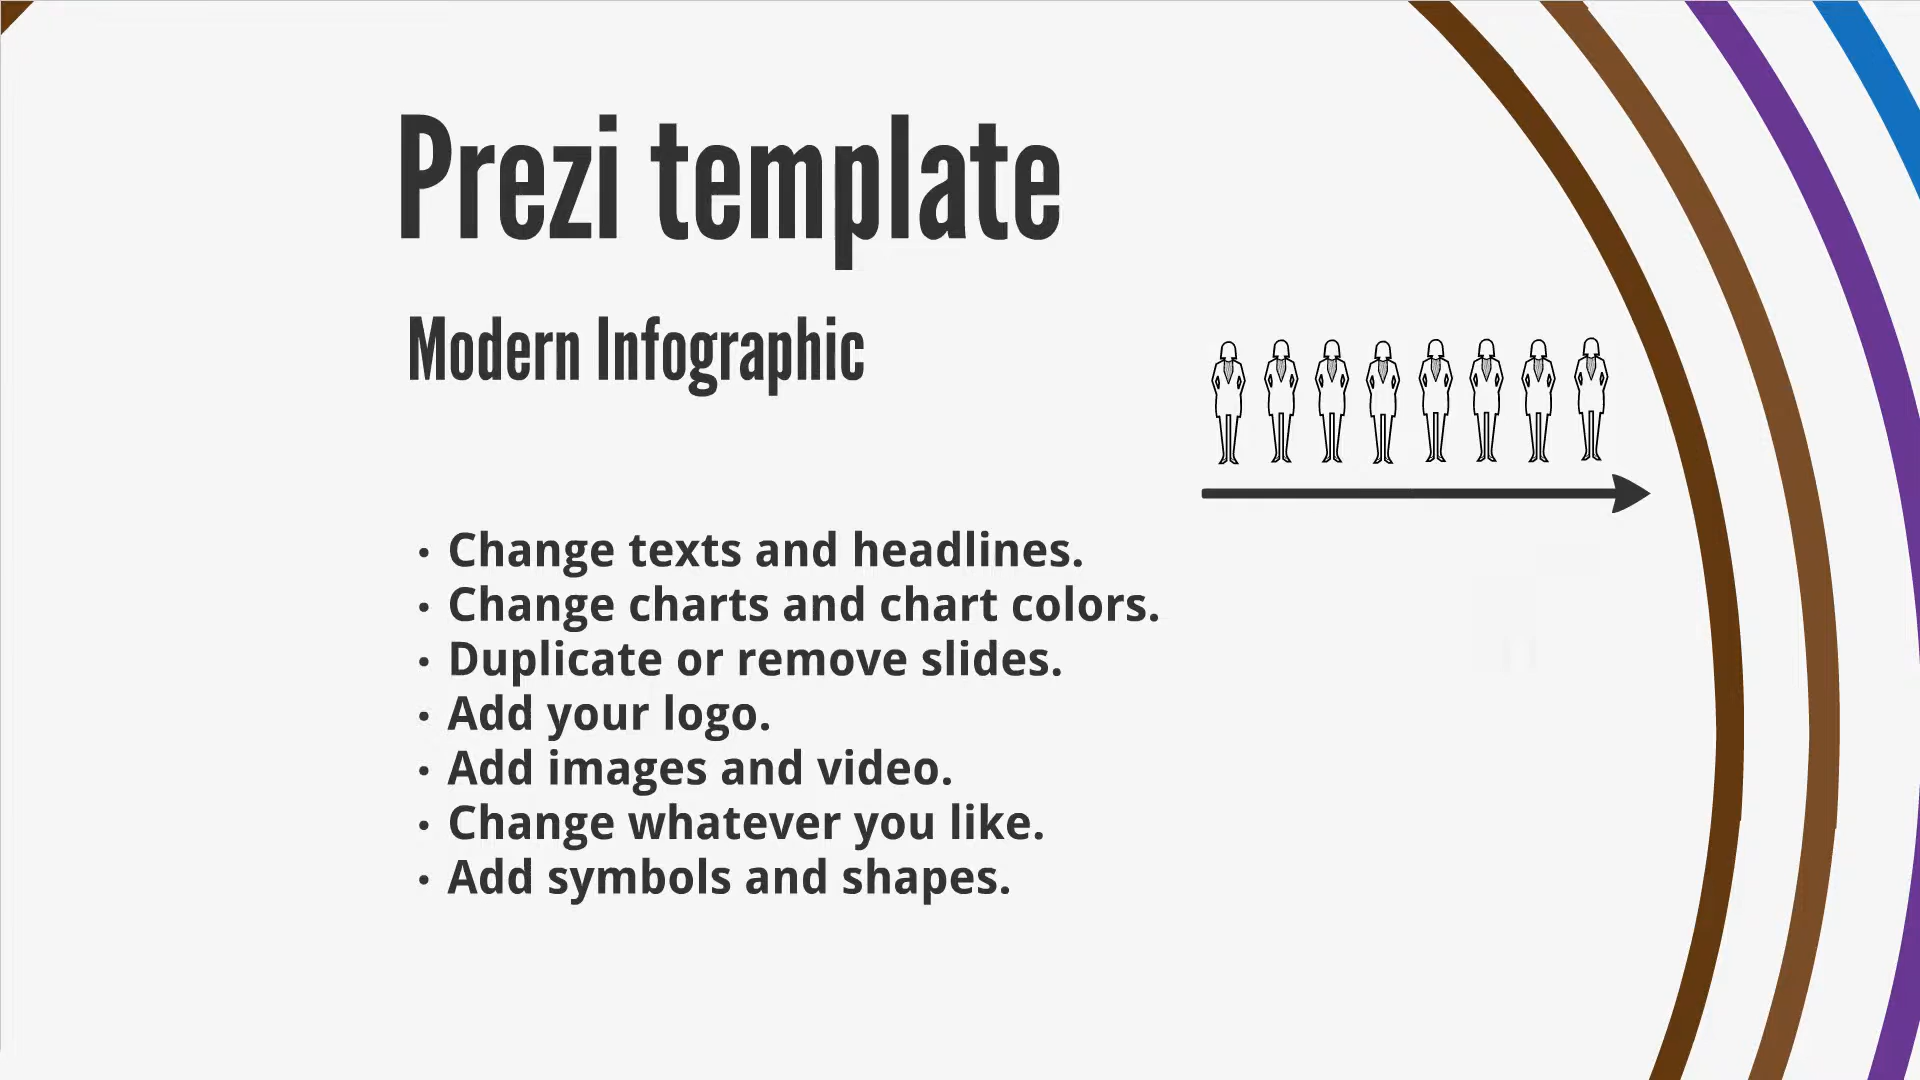 Prezi template
Modern Infographic
• Change texts and headlines.
• Change charts and chart colors.
• Duplicate or remove slides.
• Add your logo.
• Add images and video.
• Change whatever you like.
• Add symbols and shapes.